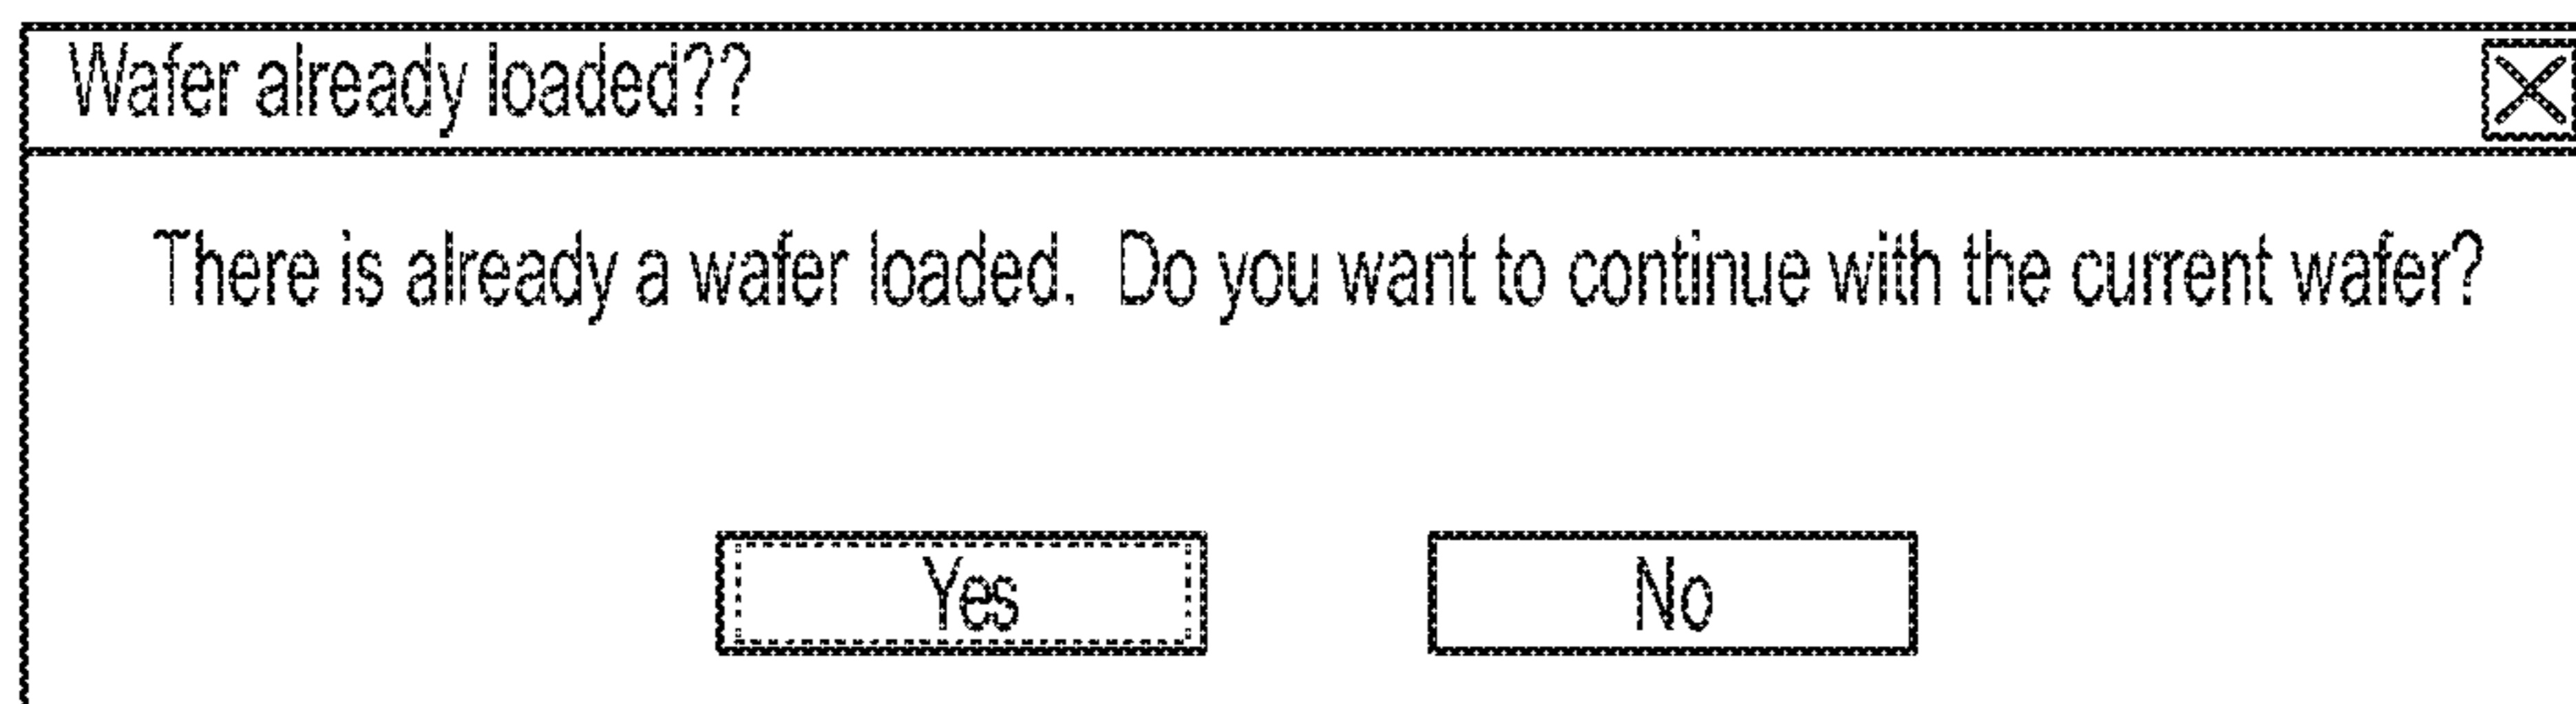 Wafer already loaded??
There is already a wafer loaded.  Do you want to continue with the current wafer?
Yes No